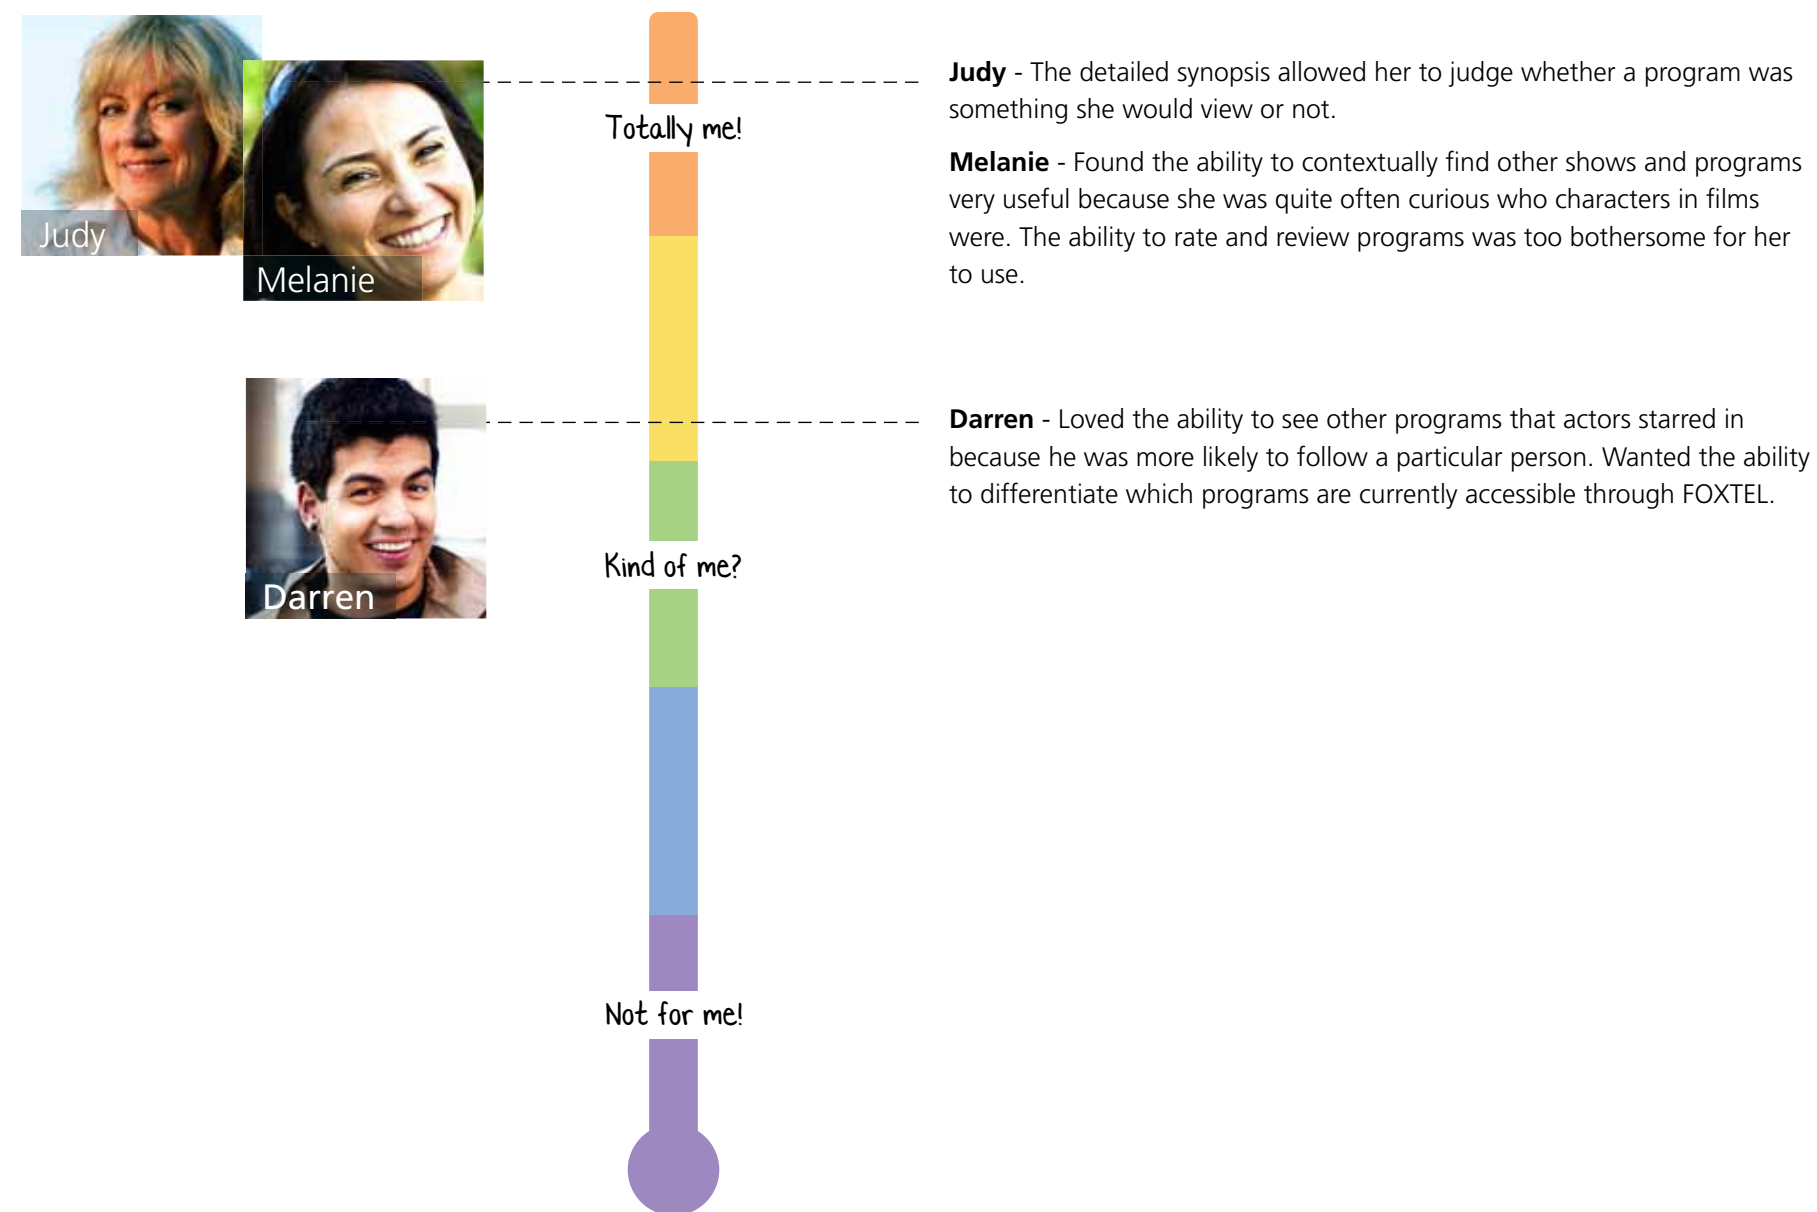 Judy
Melanie
Totally me!
Judy - The detailed synopsis allowed her to judge whether a program was
something she would view or not.
Melanie - Found the ability to contextually find other shows and programs
very useful because she was quite often curious who characters in films
were. The ability to rate and review programs was too bothersome for her
to use.
Darren
Darren - Loved the ability to see other programs that actors starred in
because he was more likely to follow a particular person. Wanted the ability
to differentiate which programs are currently accessible through FOXTEL.
Kind of me?
Not for me!